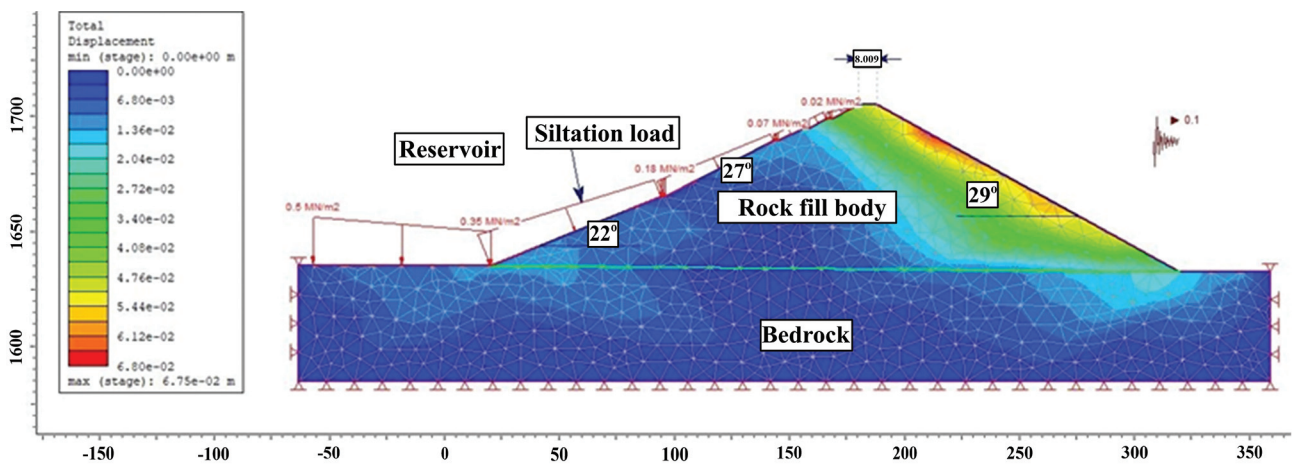 Total
Displacement
min (stage): 0.00e+00 m
0.00e+00
6.80e-03
1.36e-02
2.04e-02
2.72e-02
3.40e-02
4.08e-02
4.76e-02
5.44e-02
6.12e-02
6.80e-02
max (stage): 6.75e-02 m
1700
1650
1600
8.009
0.02 MN/m2
0.07 MN/m2
0.1
Siltation load
Reservoir
0.18 MN/m2
27°
29°
Rock fill body
0.5 MN/m2
0.35 MN/m2
22°
Bedrock
-150
-100
-50
0
50
100
150
200
250
300
350